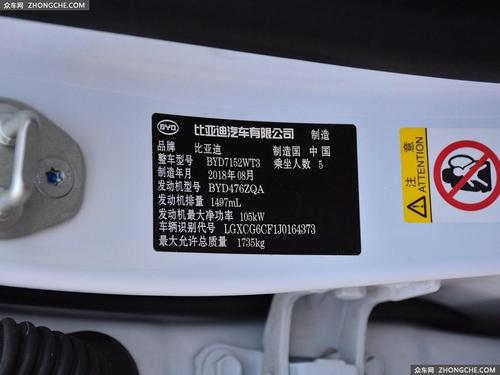 众车网 ZHONGCHE.COM
BYD 比亚迪汽车有限公司 制造
品牌 比亚迪 制造国 中国
整车型号 BYD7152WT3 乘坐人数 5
制造年月 2018年08月
发动机型号 BYD476ZQA
发动机排量 1497mL
发动机最大净功率 105kW
车辆识别代号 LGXCG6CF1J0164373
最大允许总质量 1735kg
注意
ATTENTION
众车网 ZHONGCHE.COM